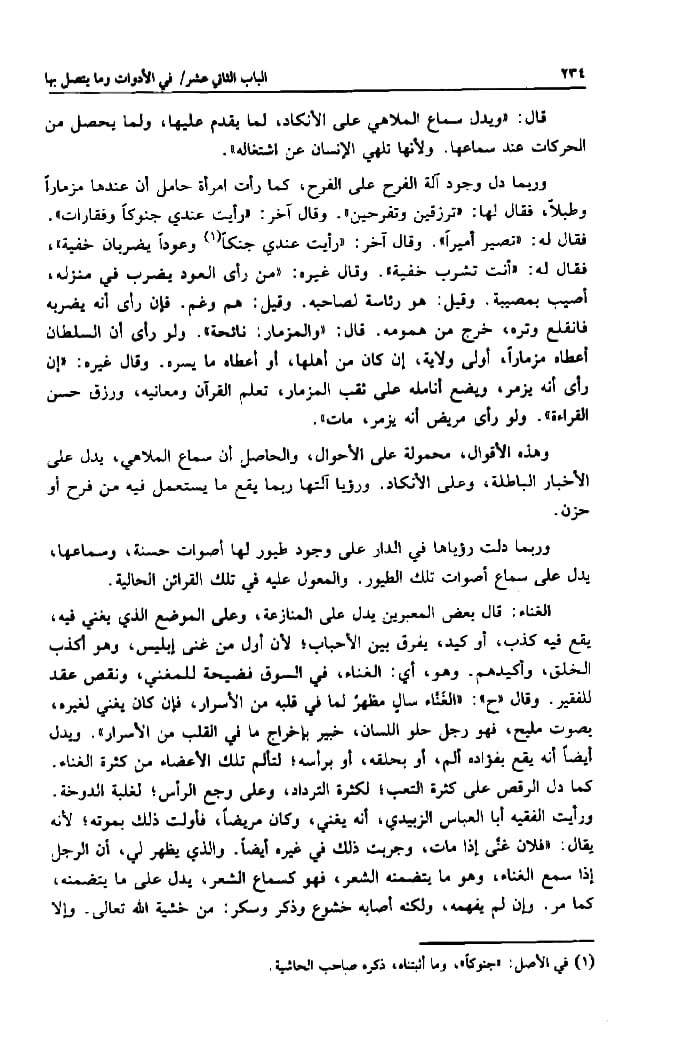 ٢٣٤ الباب الثاني عشر/ في الأدوات وما يتصل بها
قال: «ويدل سماع الملاهي على الأنكاد، لما يقدم عليها، ولما يحصل من
الحركات عند سماعها. ولأنها تلهي الإنسان عن اشتغاله».
وربما دل وجود آلة الفرح على الفرح، كما رأت امرأة حامل أن عندها مزماراً
وطبلاً، فقال لها: «ترزقين وتفرحين». وقال آخر: «رأيت عندي جنوكاً وفقارات».
فقال له: «تصير أميراً». وقال آخر: «رأيت عندي جنكاً(١) وعوداً يضربان خفية»،
فقال له: «أنت تشرب خفية». وقال غيره: «من رأى العود يضرب في منزله،
أصيب بمصيبة. وقيل: هو رئاسة لصاحبه. وقيل: هم وغم. فإن رأى أنه يضربه
فانقلع وتره، خرج من همومه. قال: «والمزمار: نائحة». ولو رأى أن السلطان
أعطاه مزماراً، أولى ولاية، إن كان من أهلها، أو أعطاه ما يسره. وقال غيره: «إن
رأى أنه يزمر، ويضع أنامله على ثقب المزمار، تعلم القرآن ومعانيه، ورزق حسن
القراءة». ولو رأى مريض أنه يزمر، مات».
وهذه الأقوال، محمولة على الأحوال، والحاصل أن سماع الملاهي، يدل على
الأخبار الباطلة، وعلى الأنكاد. ورؤيا آلتها ربما يقع ما يستعمل فيه من فرح أو
حزن.
وربما دلت رؤياها في الدار على وجود طيور لها أصوات حسنة، وسماعها،
يدل على سماع أصوات تلك الطيور. والمعول عليه في تلك القرائن الحالية.
الغناء: قال بعض المعبرين يدل على المنازعة، وعلى الموضع الذي يغني فيه،
يقع فيه كذب، أو كيد، يفرق بين الأحباب؛ لأن أول من غنى إبليس، وهو أكذب
الخلق، وأكيدهم. وهو، أي: الغناء، في السوق فضيحة للمغني، ونقص عقد
للفقير. وقال «ح»: «الغَنَّاء سالٍ مظهرٌ لما في قلبه من الأسرار، فإن كان يغني لغيره،
بصوت مليح، فهو رجل حلو اللسان، خبير بإخراج ما في القلب من الأسرار». ويدل
أيضاً أنه يقع بفؤاده ألم، أو بحلقه، أو برأسه؛ لتألم تلك الأعضاء من كثرة الغناء.
كما دل الرقص على كثرة التعب؛ لكثرة الترداد، وعلى وجع الرأس؛ لغلبة الدوخة.
ورأيت الفقيه أبا العباس الزبيدي، أنه يغني، وكان مريضاً، فأولت ذلك بموته؛ لأنه
يقال: «فلان غنَّى إذا مات، وجربت ذلك في غيره أيضاً. والذي يظهر لي، أن الرجل
إذا سمع الغناء، وهو ما يتضمنه الشعر، فهو كسماع الشعر، يدل على ما يتضمنه،
كما مر. وإن لم يفهمه، ولكنه أصابه خشوع وذكر وسكر: من خشية الله تعالى. وإلا
(١) في الأصل: «جنوكاً»، وما أثبتناه، ذكره صاحب الحاشية.